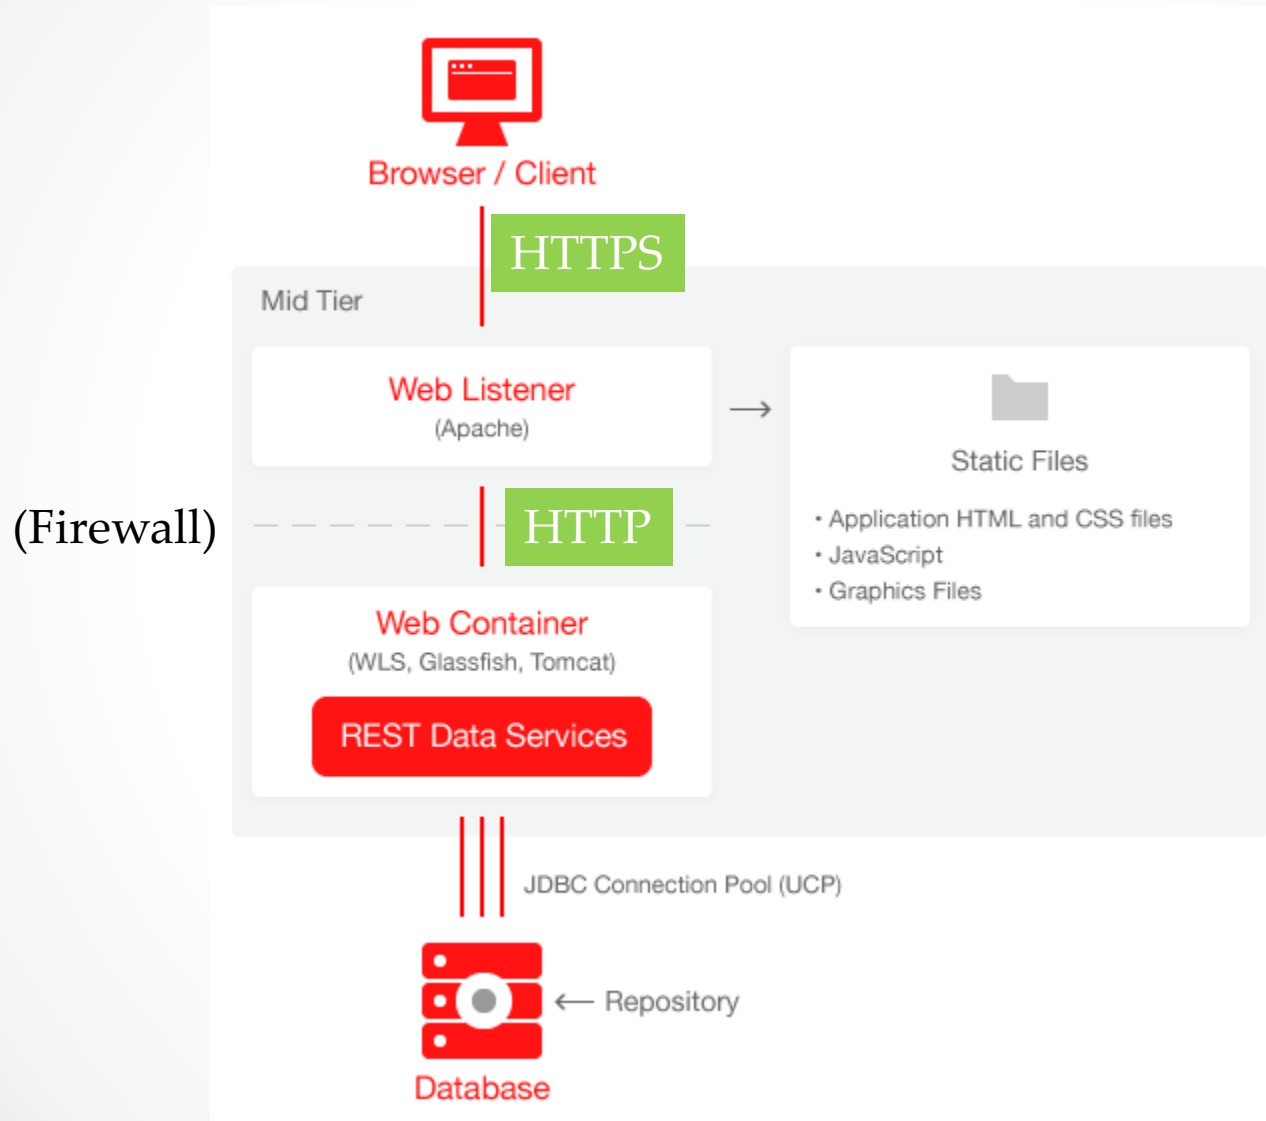 Browser / Client
HTTPS
Mid Tier
Web Listener
(Apache)
Static Files
• Application HTML and CSS files
• JavaScript
• Graphics Files
(Firewall)
HTTP
Web Container
(WLS, Glassfish, Tomcat)
REST Data Services
JDBC Connection Pool (UCP)
Repository
Database